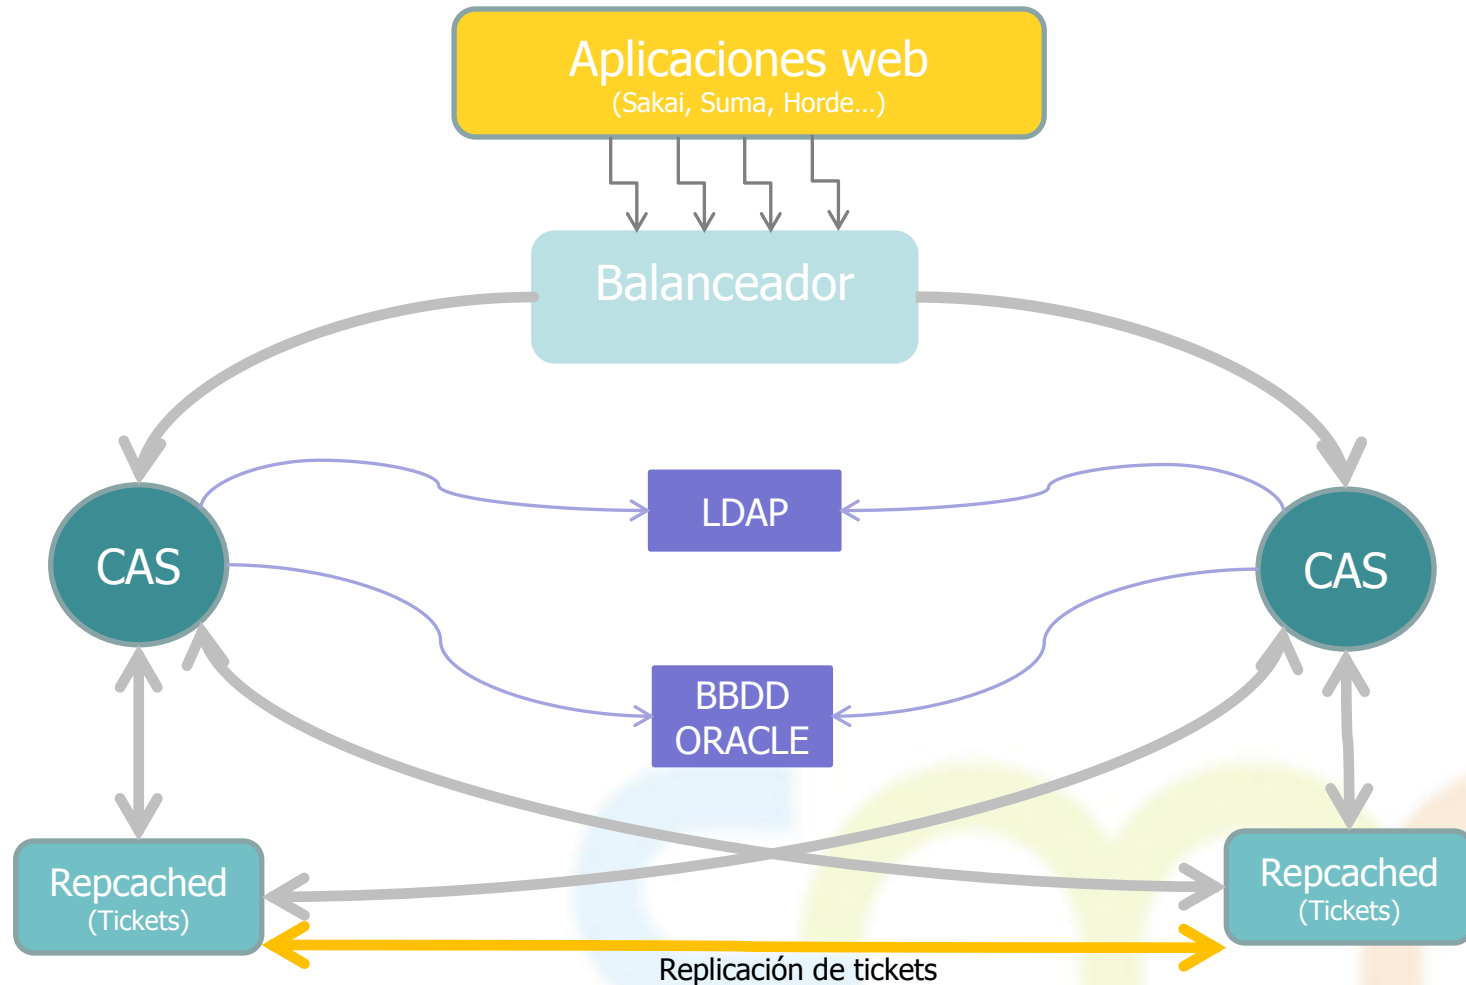 Aplicaciones web
(Sakai, Suma, Horde...)
Balanceador
LDAP
CAS
CAS
BBDD
ORACLE
Repcached
(Tickets)
Repcached
(Tickets)
Replicación de tickets